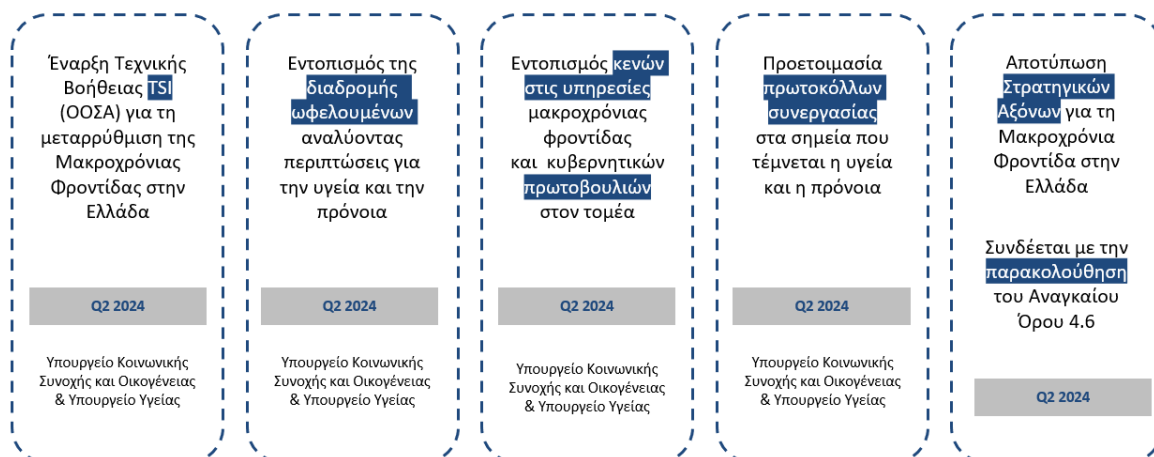 Έναρξη Τεχνικής
Βοήθειας TSI
(ΟΟΣΑ) για τη
μεταρρύθμιση της
Μακροχρόνιας
Φροντίδας στην
Ελλάδα
Q2 2024
Υπουργείο Κοινωνικής
Συνοχής και Οικογένειας
& Υπουργείο Υγείας
Εντοπισμός της
διαδρομής
ωφελουμένων
αναλύοντας
περιπτώσεις για
την υγεία και την
πρόνοια
Q2 2024
Υπουργείο Κοινωνικής
Συνοχής και Οικογένειας
& Υπουργείο Υγείας
Εντοπισμός κενών
στις υπηρεσίες
μακροχρόνιας
φροντίδας
και κυβερνητικών
πρωτοβουλιών
στον τομέα
Q2 2024
Υπουργείο Κοινωνικής
Συνοχής και Οικογένειας
& Υπουργείο Υγείας
Προετοιμασία
πρωτοκόλλων
συνεργασίας
στα σημεία που
τέμνεται η υγεία
και η πρόνοια
Q2 2024
Υπουργείο Κοινωνικής
Συνοχής και Οικογένειας
& Υπουργείο Υγείας
Αποτύπωση
Στρατηγικών
Αξόνων για τη
Μακροχρόνια
Φροντίδα στην
Ελλάδα
Συνδέεται με την
παρακολούθηση
του Αναγκαίου
Όρου 4.6
Q2 2024